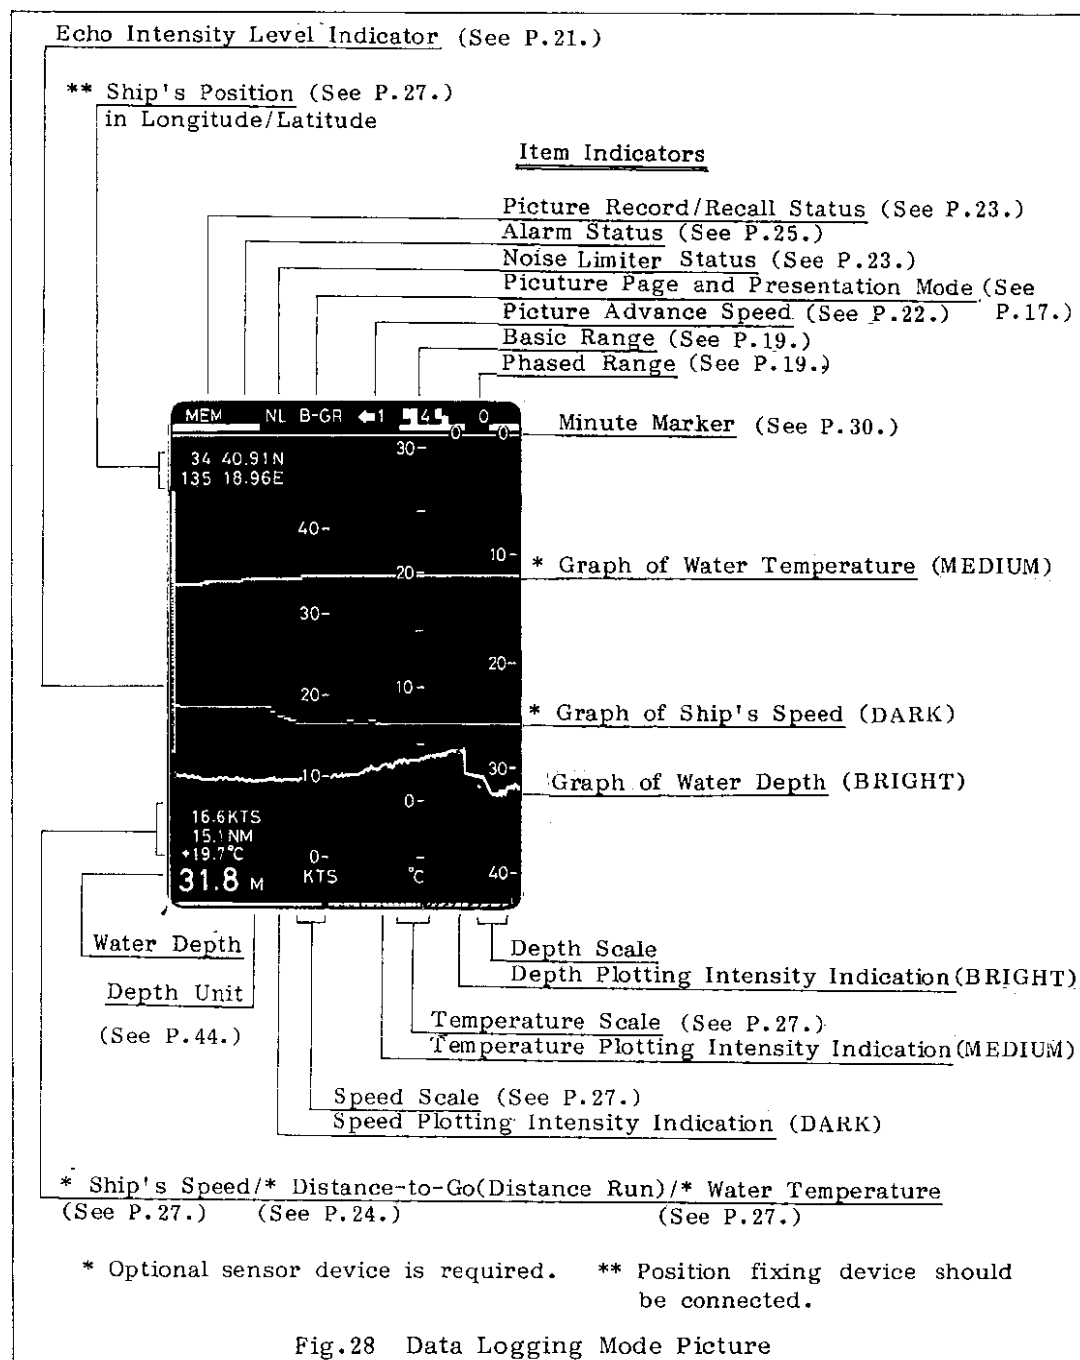 Echo Intensity Level Indicator (See P.21.)
** Ship's Position (See P.27.)
in Longitude/Latitude
Item Indicators
Picture Record/Recall Status (See P.23.)
Alarm Status (See P.25.)
Noise Limiter Status (See P.23.)
Picuture Page and Presentation Mode (See P.17.)
Picture Advance Speed (See P.22.)
Basic Range (See P.19.)
Phased Range (See P.19.)
MEM NL B-GR ←1 4 0
0 0
Minute Marker (See P.30.)
34 40.91N
135 18.96E
30-
40-
10-
* Graph of Water Temperature (MEDIUM)
20-
30-
20-
20-
10-
* Graph of Ship's Speed (DARK)
10-
30-
Graph of Water Depth (BRIGHT)
0-
16.6KTS
15.1NM
+19.7°C
0-
31.8 M
KTS
°C
40-
Water Depth
Depth Unit
(See P.44.)
Depth Scale
Depth Plotting Intensity Indication (BRIGHT)
Temperature Scale (See P.27.)
Temperature Plotting Intensity Indication (MEDIUM)
Speed Scale (See P.27.)
Speed Plotting Intensity Indication (DARK)
* Ship's Speed/* Distance-to-Go(Distance Run)/* Water Temperature
(See P.27.) (See P.24.) (See P.27.)
* Optional sensor device is required. ** Position fixing device should
be connected.
Fig.28 Data Logging Mode Picture